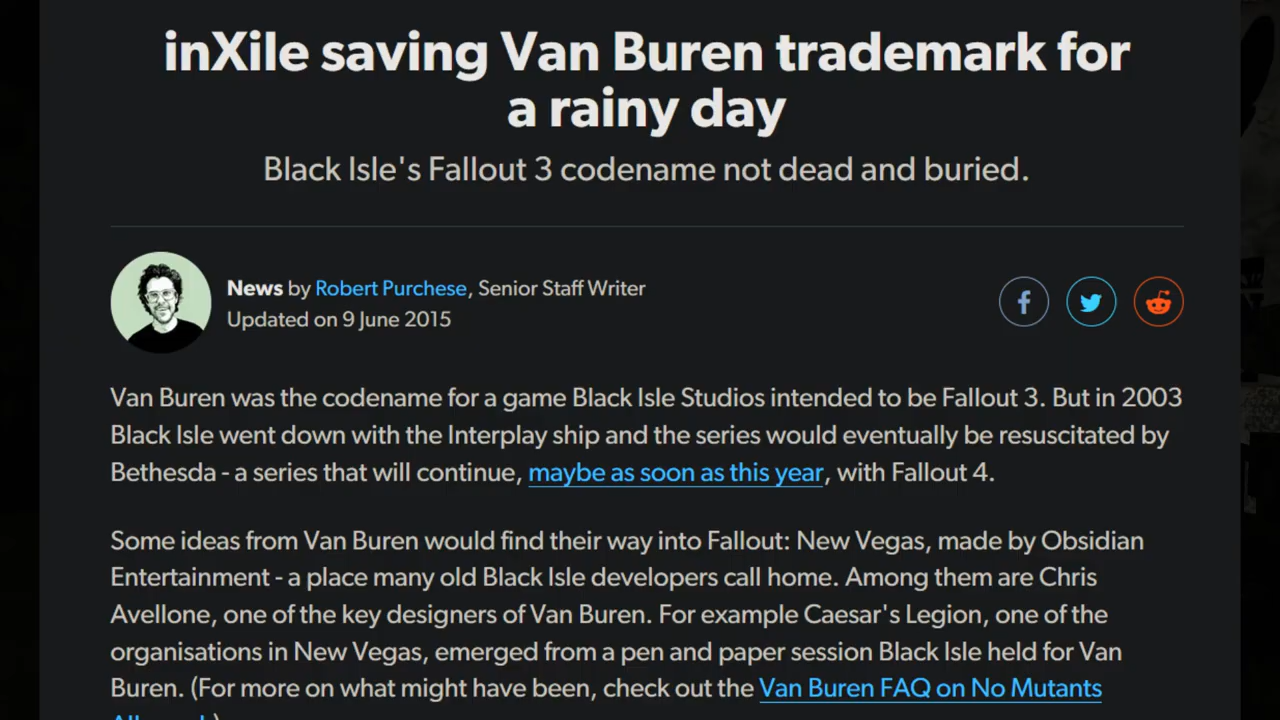 inXile saving Van Buren trademark for
a rainy day
Black Isle's Fallout 3 codename not dead and buried.
News by Robert Purchese, Senior Staff Writer
Updated on 9 June 2015
Van Buren was the codename for a game Black Isle Studios intended to be Fallout 3. But in 2003
Black Isle went down with the Interplay ship and the series would eventually be resuscitated by
Bethesda - a series that will continue, maybe as soon as this year, with Fallout 4.
Some ideas from Van Buren would find their way into Fallout: New Vegas, made by Obsidian
Entertainment - a place many old Black Isle developers call home. Among them are Chris
Avellone, one of the key designers of Van Buren. For example Caesar's Legion, one of the
organisations in New Vegas, emerged from a pen and paper session Black Isle held for Van
Buren. (For more on what might have been, check out the Van Buren FAQ on No Mutants